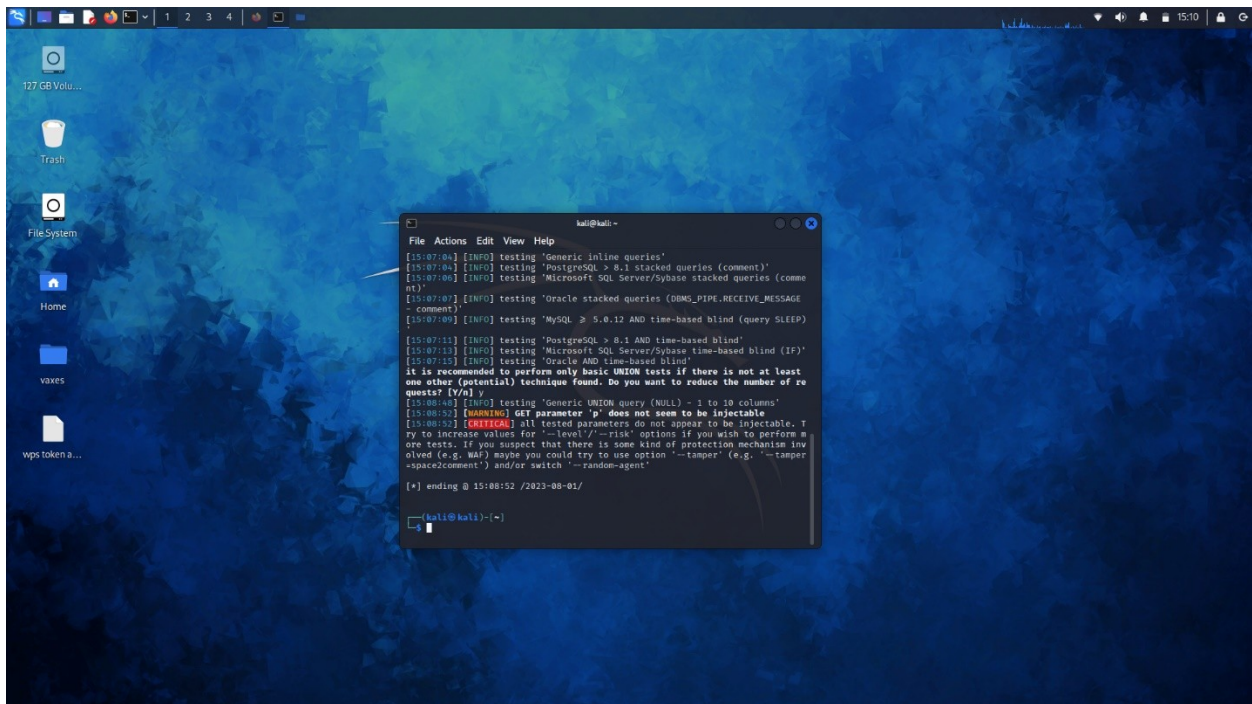 1 2 3 4
15:10
127 GB Volu...
Trash
File System
Home
vaxes
wps token a...
kali@kali: ~
File Actions Edit View Help
[15:07:04] [INFO] testing 'Generic inline queries'
[15:07:04] [INFO] testing 'PostgreSQL > 8.1 stacked queries (comment)'
[15:07:06] [INFO] testing 'Microsoft SQL Server/Sybase stacked queries (comme
nt)'
[15:07:07] [INFO] testing 'Oracle stacked queries (DBMS_PIPE.RECEIVE_MESSAGE
- comment)'
[15:07:09] [INFO] testing 'MySQL ≥ 5.0.12 AND time-based blind (query SLEEP)
'
[15:07:11] [INFO] testing 'PostgreSQL > 8.1 AND time-based blind'
[15:07:13] [INFO] testing 'Microsoft SQL Server/Sybase time-based blind (IF)'
[15:07:15] [INFO] testing 'Oracle AND time-based blind'
it is recommended to perform only basic UNION tests if there is not at least
one other (potential) technique found. Do you want to reduce the number of re
quests? [Y/n] y
[15:08:48] [INFO] testing 'Generic UNION query (NULL) - 1 to 10 columns'
[15:08:52] [WARNING] GET parameter 'p' does not seem to be injectable
[15:08:52] [CRITICAL] all tested parameters do not appear to be injectable. T
ry to increase values for '--level'/'--risk' options if you wish to perform m
ore tests. If you suspect that there is some kind of protection mechanism inv
olved (e.g. WAF) maybe you could try to use option '--tamper' (e.g. '--tamper
=space2comment') and/or switch '--random-agent'
[*] ending @ 15:08:52 /2023-08-01/
(kali㉿kali)-[~]
$